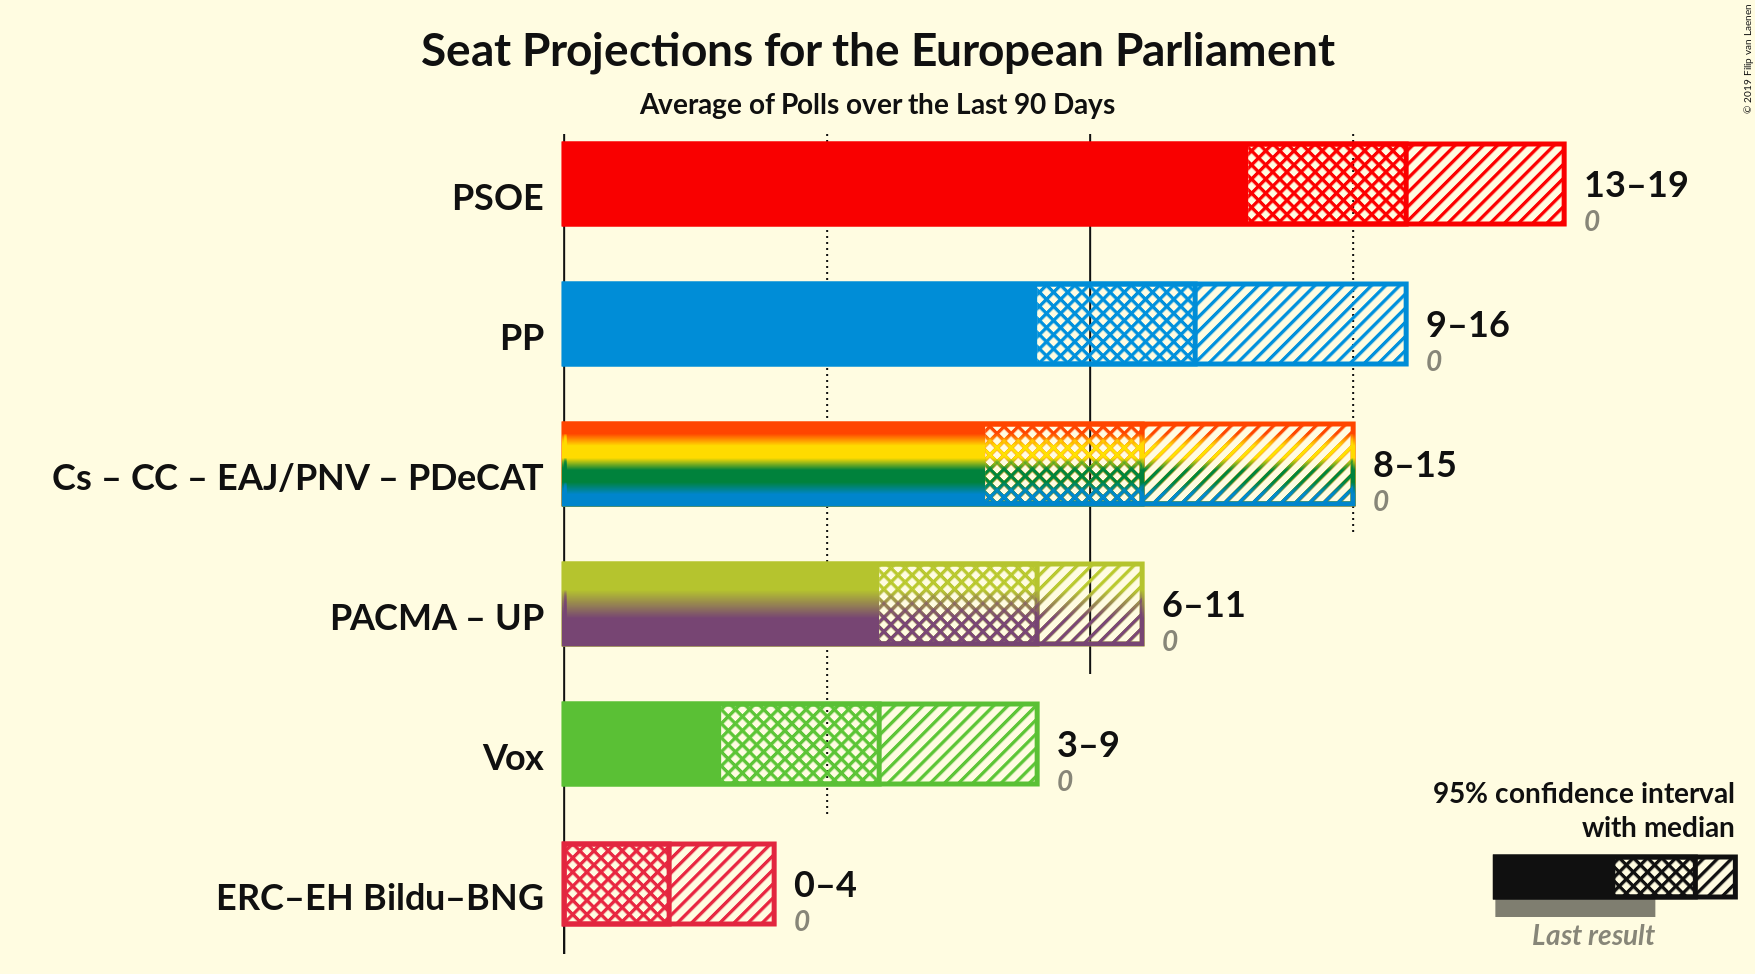 Seat Projections for the European Parliament
Average of Polls over the Last 90 Days
© 2019 Filip van Laenen
PSOE
13–19
0
PP
9–16
0
Cs – CC – EAJ/PNV – PDeCAT
8–15
0
PACMA – UP
6–11
0
Vox
3–9
0
ERC–EH Bildu–BNG
0–4
0
95% confidence interval
with median
Last result